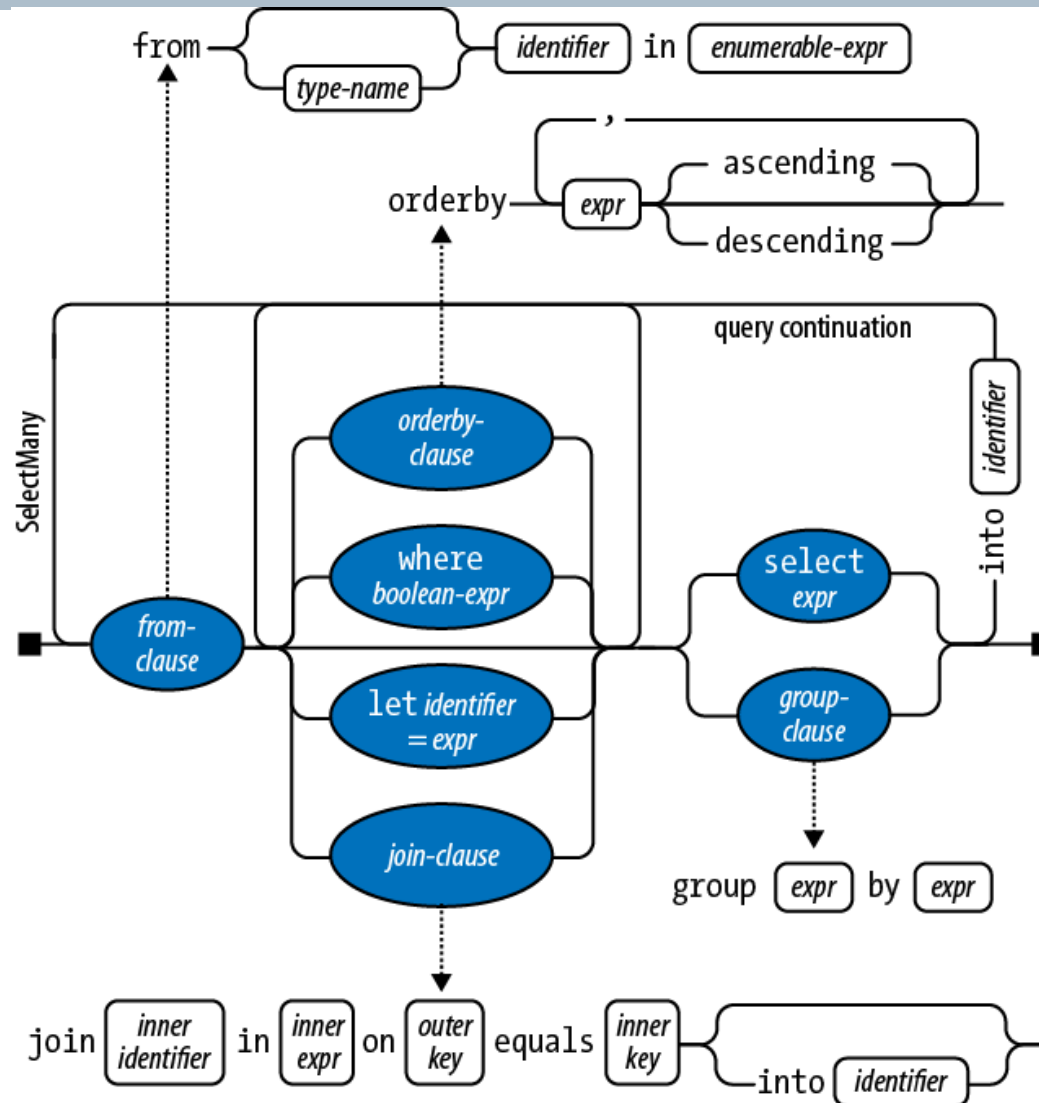 from type-name identifier in enumerable-expr
,
orderby expr ascending
descending
query continuation
SelectMany
identifier
into
orderby-
clause
where
boolean-expr
select
expr
from-
clause
let identifier
= expr
group-
clause
join-clause
group expr by expr
join inner
identifier in inner
expr on outer
key equals inner
key
into identifier